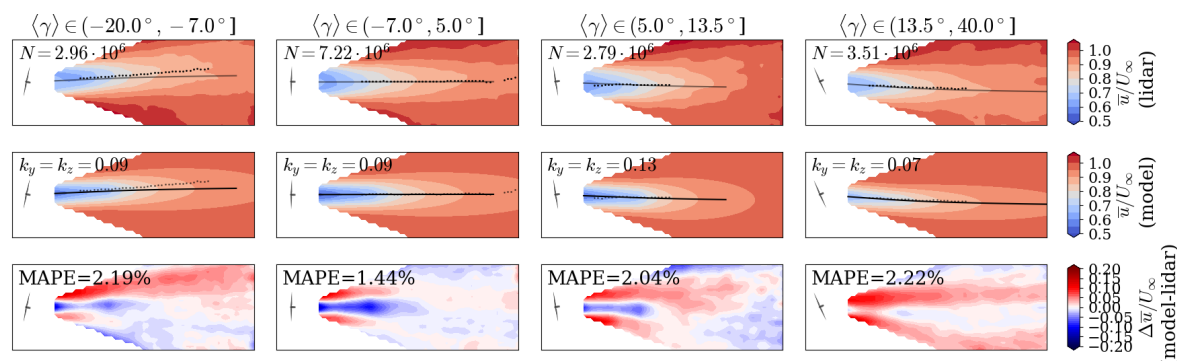 ⟨γ⟩ ∈ (−20.0°, −7.0°]
⟨γ⟩ ∈ (−7.0°, 5.0°]
⟨γ⟩ ∈ (5.0°, 13.5°]
⟨γ⟩ ∈ (13.5°, 40.0°]
N = 2.96 · 10⁶
N = 7.22 · 10⁶
N = 2.79 · 10⁶
N = 3.51 · 10⁶
1.0
0.9
0.8
0.7
0.6
0.5
u̅/U∞
(lidar)
k_y = k_z = 0.09
k_y = k_z = 0.09
k_y = k_z = 0.13
k_y = k_z = 0.07
1.0
0.9
0.8
0.7
0.6
0.5
u̅/U∞
(model)
MAPE=2.19%
MAPE=1.44%
MAPE=2.04%
MAPE=2.22%
0.20
0.15
0.10
0.05
0.00
−0.05
−0.10
−0.15
−0.20
Δu̅/U∞
model-lidar